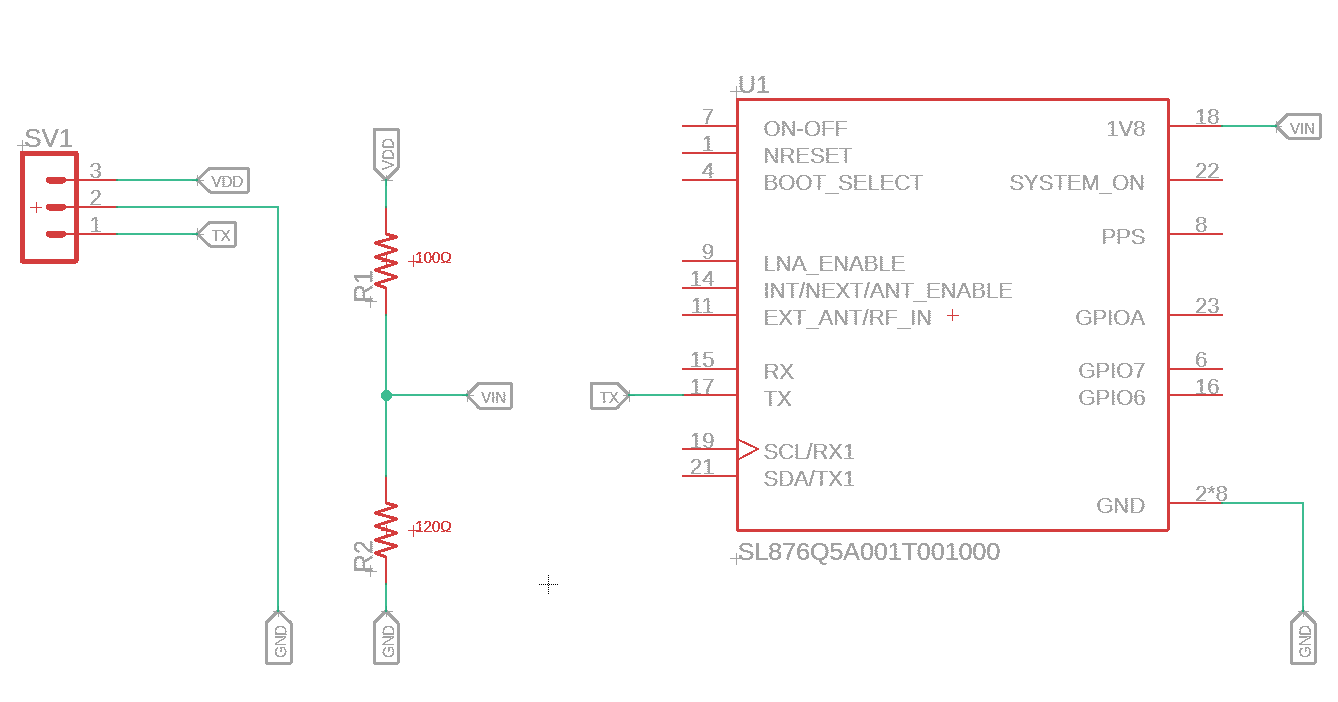 SV1
3
VDD
2
1
TX
GND
VDD
R1
100Ω
VIN
R2
120Ω
GND
U1
7
ON-OFF
1
NRESET
4
BOOT_SELECT
9
LNA_ENABLE
14
INT/NEXT/ANT_ENABLE
11
EXT_ANT/RF_IN
15
RX
TX
17
TX
19
SCL/RX1
21
SDA/TX1
1V8
18
VIN
SYSTEM_ON
22
PPS
8
GPIOA
23
GPIO7
6
GPIO6
16
GND
2*8
GND
SL876Q5A001T001000